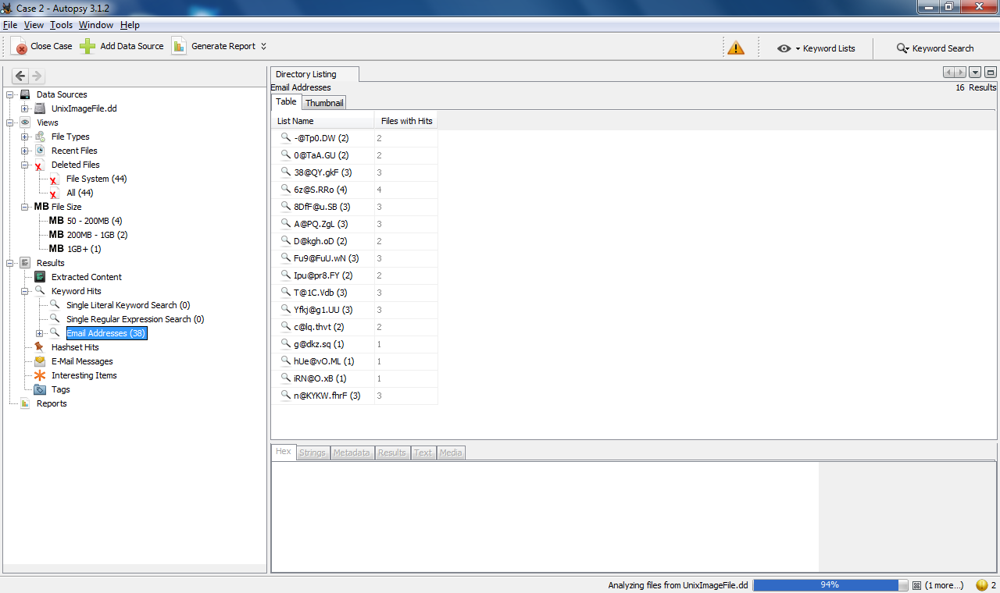 Case 2 - Autopsy 3.1.2
File View Tools Window Help
Close Case Add Data Source Generate Report Keyword Lists Keyword Search
Data Sources
UnixImageFile.dd
Views
File Types
Recent Files
Deleted Files
File System (44)
All (44)
MB File Size
MB 50 - 200MB (4)
MB 200MB - 1GB (2)
MB 1GB+ (1)
Results
Extracted Content
Keyword Hits
Single Literal Keyword Search (0)
Single Regular Expression Search (0)
Email Addresses (38)
Hashset Hits
E-Mail Messages
Interesting Items
Tags
Reports
Directory Listing
Email Addresses 16 Results
Table Thumbnail
List Name Files with Hits
-@Tp0.DW (2) 2
0@TaA.GU (2) 2
38@QY.gkF (3) 3
6z@S.RRo (4) 4
8DfF@u.SB (3) 3
A@PQ.ZgL (3) 3
D@kgh.oD (2) 2
Fu9@FuU.wN (3) 3
Ipu@pr8.FY (2) 2
T@1C.Vdb (3) 3
Yfkj@g1.UU (3) 3
c@lq.thvt (2) 2
g@dkz.sq (1) 1
hUe@vO.ML (1) 1
iRN@O.xB (1) 1
n@KYKW.fhrF (3) 3
Hex Strings Metadata Results Text Media
Analyzing files from UnixImageFile.dd 94% (1 more...) 2